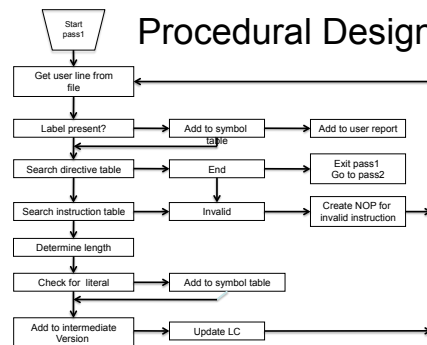 Procedural Design
Start
pass1
Get user line from
file
Label present?
Add to symbol
table
Add to user report
Search directive table
End
Exit pass1
Go to pass2
Search instruction table
Invalid
Create NOP for
invalid instruction
Determine length
Check for literal
Add to symbol table
Add to intermediate
Version
Update LC